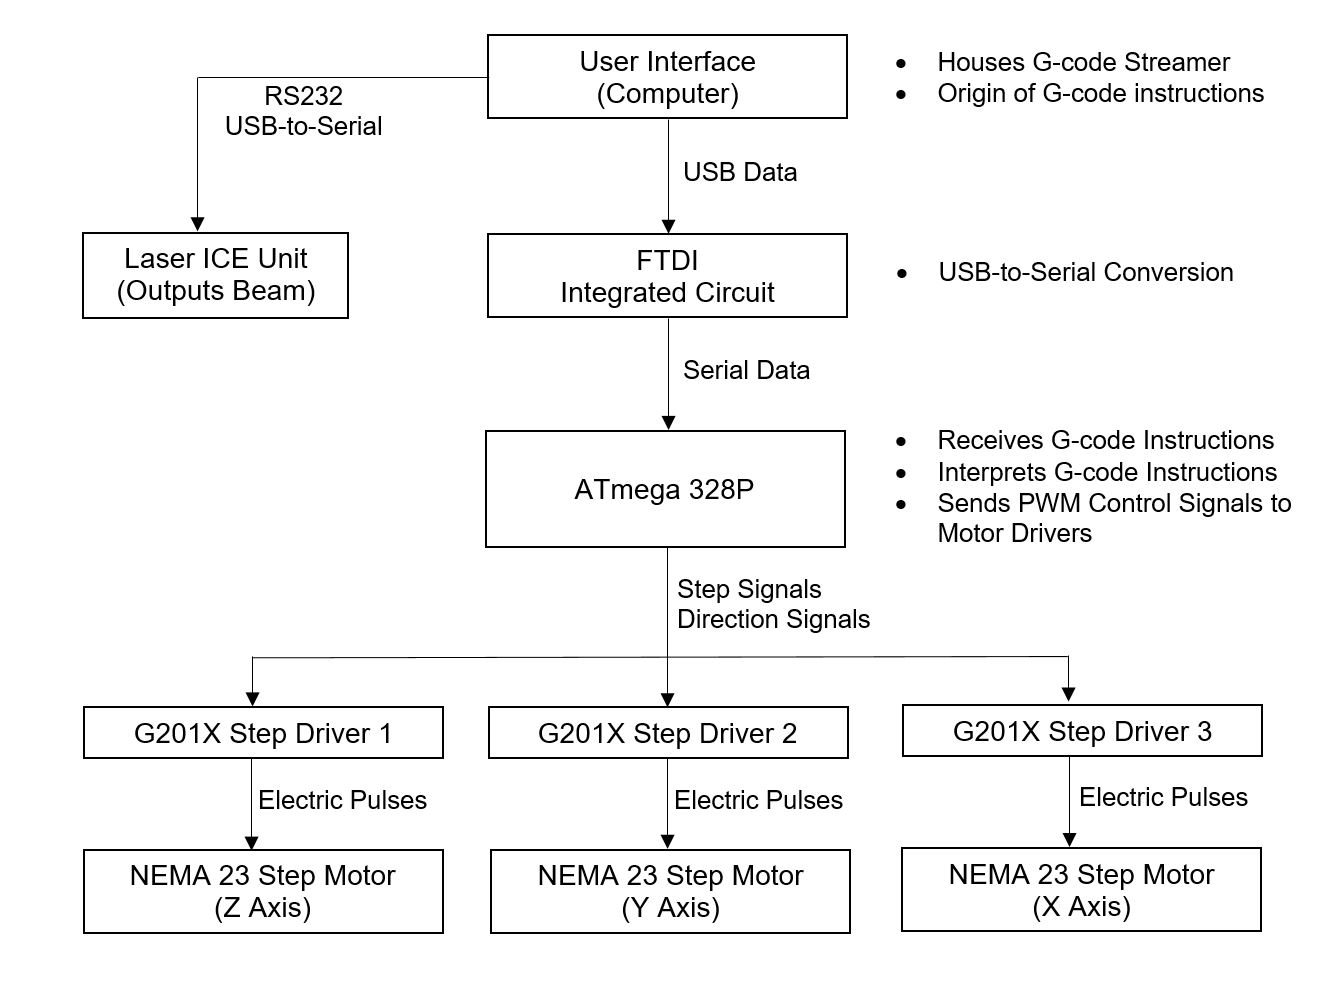 User Interface
(Computer)
• Houses G-code Streamer
• Origin of G-code instructions
RS232
USB-to-Serial
USB Data
Laser ICE Unit
(Outputs Beam)
FTDI
Integrated Circuit
• USB-to-Serial Conversion
Serial Data
ATmega 328P
• Receives G-code Instructions
• Interprets G-code Instructions
• Sends PWM Control Signals to
Motor Drivers
Step Signals
Direction Signals
G201X Step Driver 1
G201X Step Driver 2
G201X Step Driver 3
Electric Pulses
Electric Pulses
Electric Pulses
NEMA 23 Step Motor
(Z Axis)
NEMA 23 Step Motor
(Y Axis)
NEMA 23 Step Motor
(X Axis)